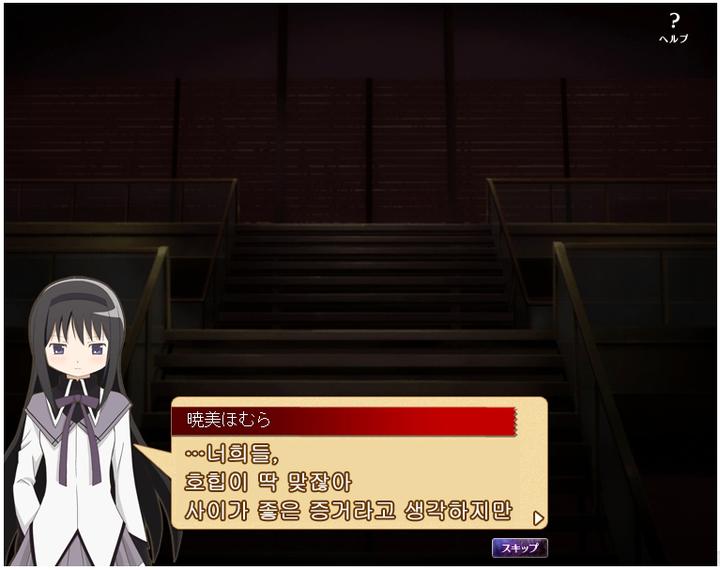 ?
ヘルプ
暁美ほむら
…너희들,
호흡이 딱 맞잖아
사이가 좋은 증거라고 생각하지만
スキップ